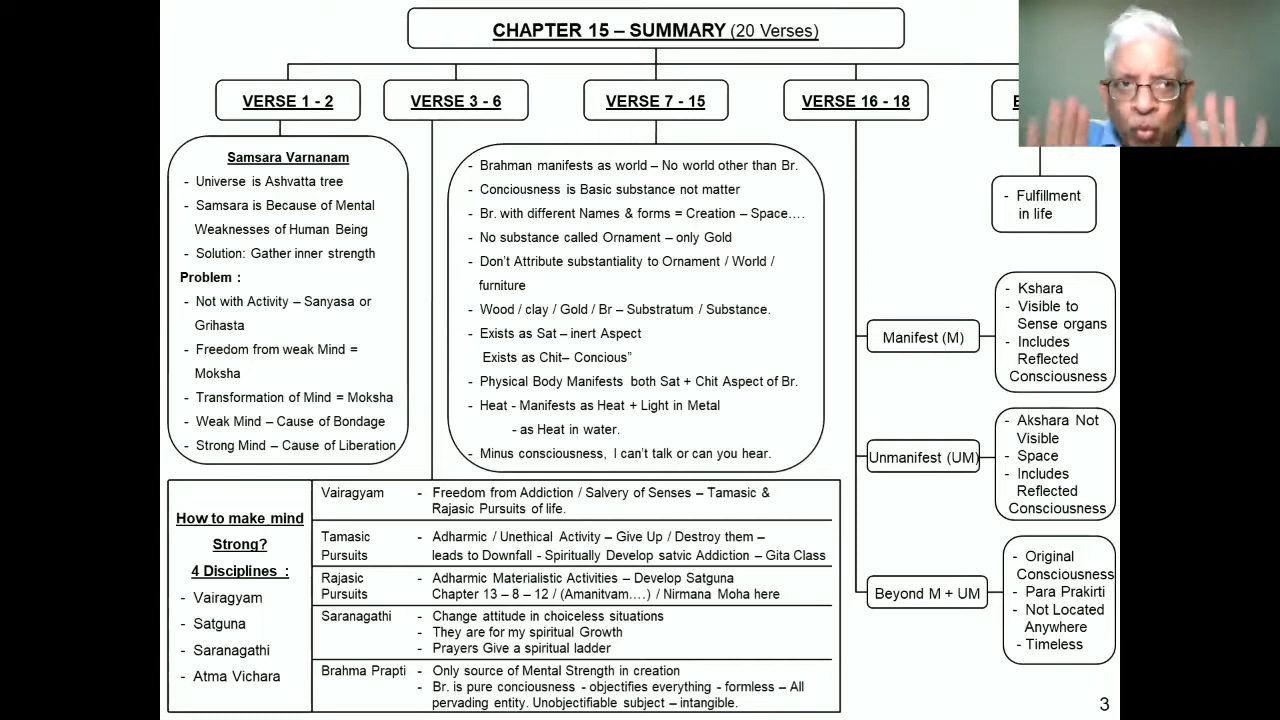 CHAPTER 15 – SUMMARY (20 Verses)
VERSE 1 - 2
VERSE 3 - 6
VERSE 7 - 15
VERSE 16 - 18
Samsara Varnanam
- Universe is Ashvatta tree
- Samsara is Because of Mental
Weaknesses of Human Being
- Solution: Gather inner strength
Problem :
- Not with Activity – Sanyasa or
Grihasta
- Freedom from weak Mind =
Moksha
- Transformation of Mind = Moksha
- Weak Mind – Cause of Bondage
- Strong Mind – Cause of Liberation
- Brahman manifests as world – No world other than Br.
- Conciousness is Basic substance not matter
- Br. with different Names & forms = Creation – Space….
- No substance called Ornament – only Gold
- Don't Attribute substantiality to Ornament / World /
furniture
- Wood / clay / Gold / Br – Substratum / Substance.
- Exists as Sat – inert Aspect
Exists as Chit– Concious”
- Physical Body Manifests both Sat + Chit Aspect of Br.
- Heat - Manifests as Heat + Light in Metal
- as Heat in water.
- Minus consciousness, I can't talk or can you hear.
- Fulfillment
in life
Manifest (M)
- Kshara
- Visible to
Sense organs
- Includes
Reflected
Consciousness
Unmanifest (UM)
- Akshara Not
Visible
- Space
- Includes
Reflected
Consciousness
Beyond M + UM
- Original
Consciousness
- Para Prakirti
- Not Located
Anywhere
- Timeless
How to make mind
Strong?
4 Disciplines :
- Vairagyam
- Satguna
- Saranagathi
- Atma Vichara
Vairagyam - Freedom from Addiction / Salvery of Senses – Tamasic &
Rajasic Pursuits of life.
Tamasic - Adharmic / Unethical Activity – Give Up / Destroy them –
Pursuits leads to Downfall - Spiritually Develop satvic Addiction – Gita Class
Rajasic - Adharmic Materialistic Activities – Develop Satguna
Pursuits Chapter 13 – 8 – 12 / (Amanitvam….) / Nirmana Moha here
Saranagathi - Change attitude in choiceless situations
- They are for my spiritual Growth
- Prayers Give a spiritual ladder
Brahma Prapti - Only source of Mental Strength in creation
- Br. is pure conciousness - objectifies everything - formless – All
pervading entity. Unobjectifiable subject – intangible.
3